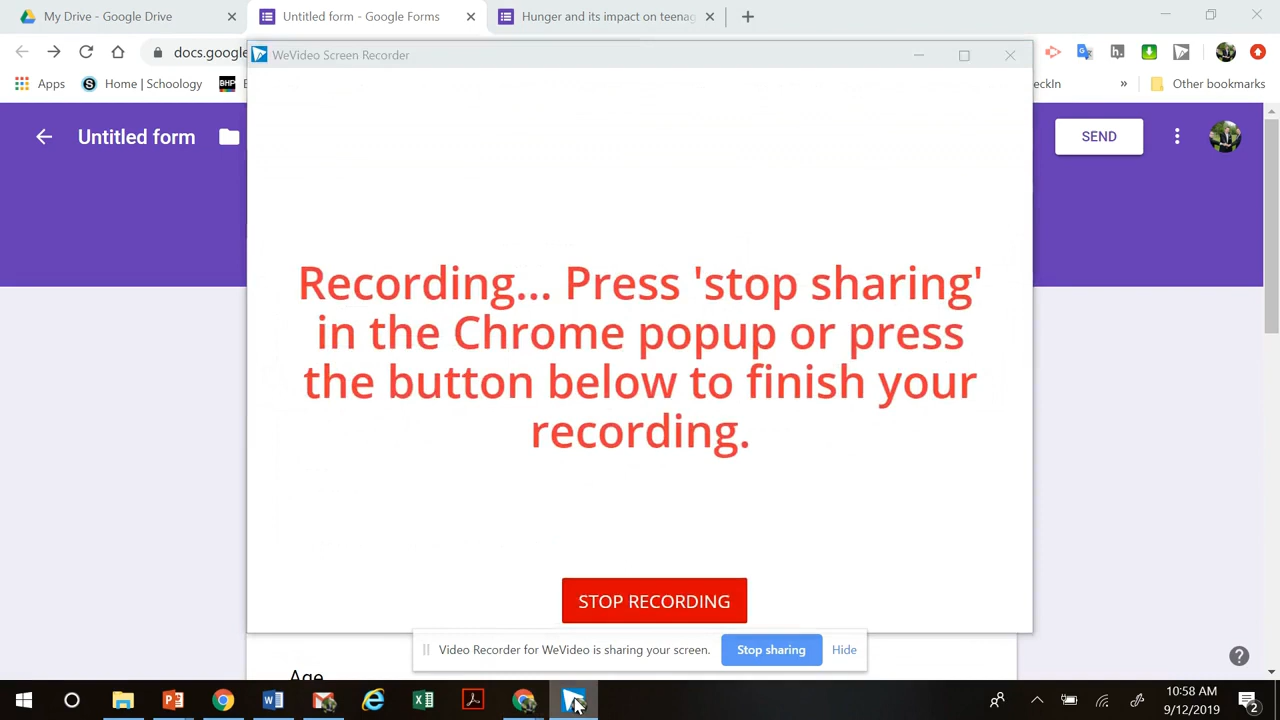 My Drive - Google Drive
Untitled form - Google Forms
Hunger and its impact on teenag
docs.google
WeVideo Screen Recorder
Apps
Home | Schoology
BHP
eckIn
»
Other bookmarks
Untitled form
SEND
Recording... Press 'stop sharing'
in the Chrome popup or press
the button below to finish your
recording.
STOP RECORDING
Video Recorder for WeVideo is sharing your screen.
Stop sharing
Hide
Age
10:58 AM
9/12/2019
2